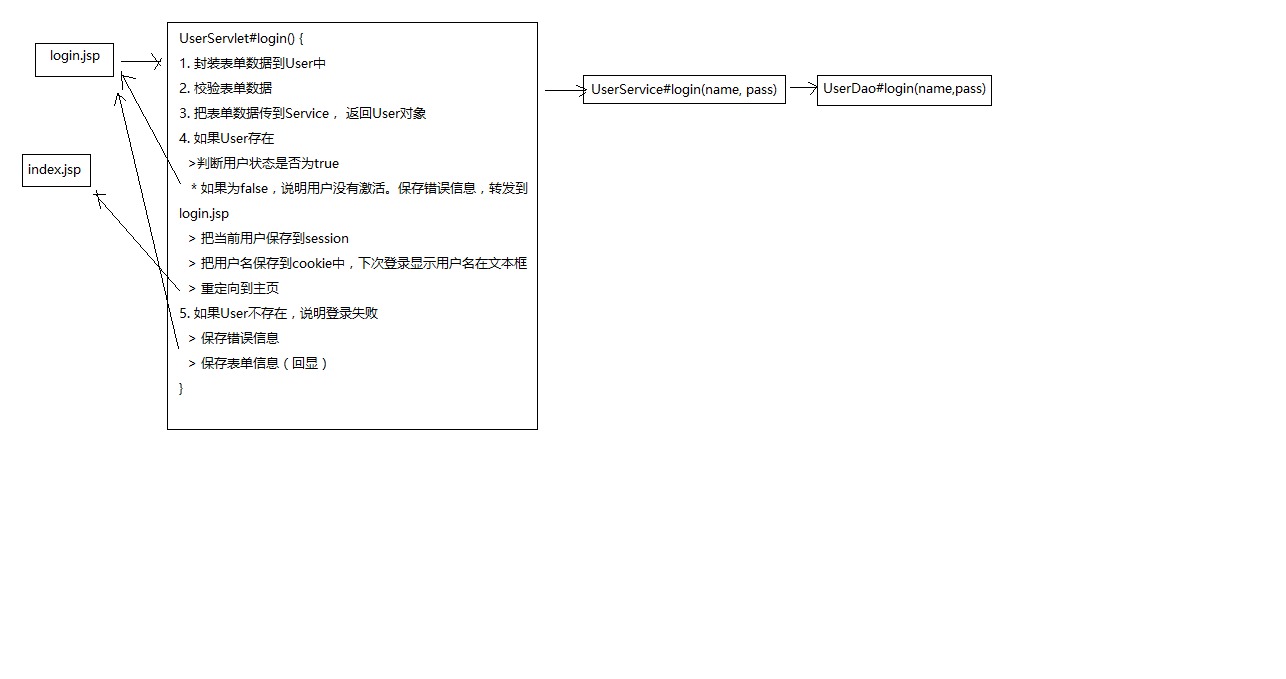 login.jsp
index.jsp
UserServlet#login() {
1. 封装表单数据到User中
2. 校验表单数据
3. 把表单数据传到Service， 返回User对象
4. 如果User存在
>判断用户状态是否为true
* 如果为false，说明用户没有激活。保存错误信息，转发到
login.jsp
> 把当前用户保存到session
> 把用户名保存到cookie中，下次登录显示用户名在文本框
> 重定向到主页
5. 如果User不存在，说明登录失败
> 保存错误信息
> 保存表单信息（回显）
}
UserService#login(name, pass)
UserDao#login(name,pass)